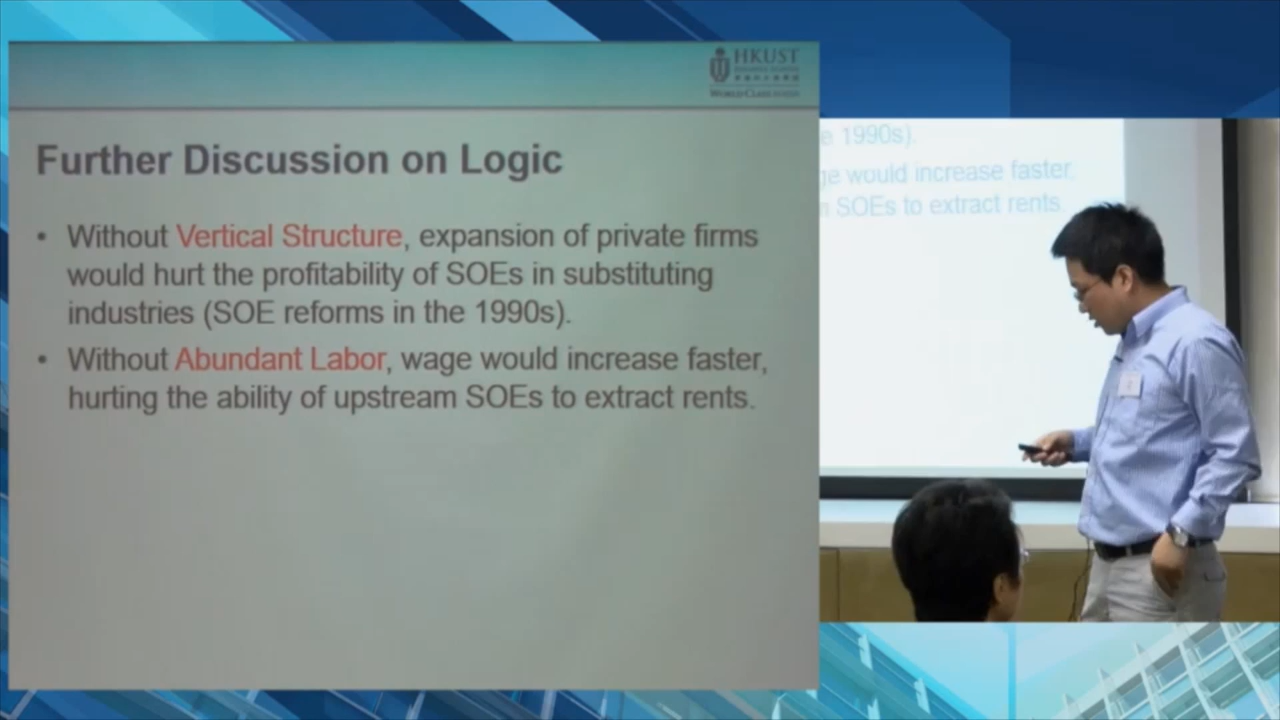 HKUST
WORLD CLASS
Further Discussion on Logic
• Without Vertical Structure, expansion of private firms
would hurt the profitability of SOEs in substituting
industries (SOE reforms in the 1990s).
• Without Abundant Labor, wage would increase faster,
hurting the ability of upstream SOEs to extract rents.
e 1990s).
ge would increase faster,
SOEs to extract rents.